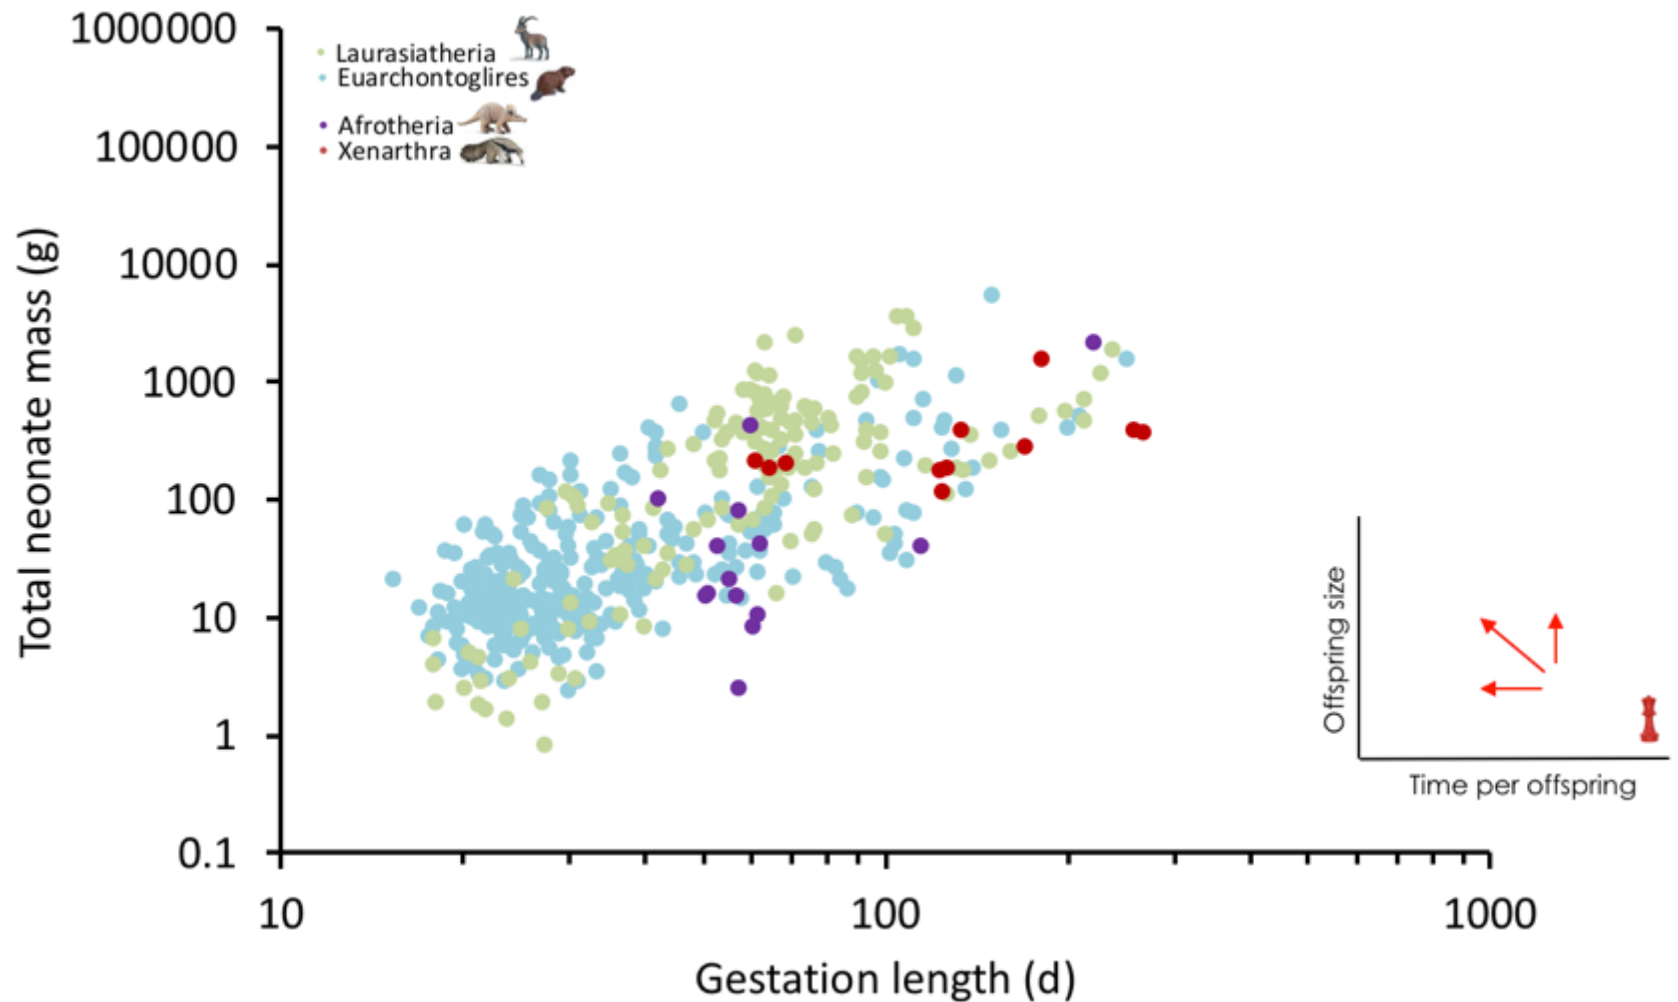 1000000
100000
10000
1000
100
10
1
0.1
Total neonate mass (g)
Laurasiatheria
Euarchontoglires
Afrotheria
Xenarthra
10
100
1000
Gestation length (d)
Offspring size
Time per offspring